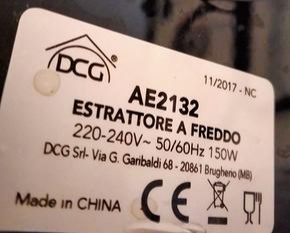 DCG
11/2017 - NC
AE2132
ESTRATTORE A FREDDO
220-240V~ 50/60Hz 150W
DCG Srl- Via G. Garibaldi 68 - 20861 Brugherio (MB)
Made in CHINA CE